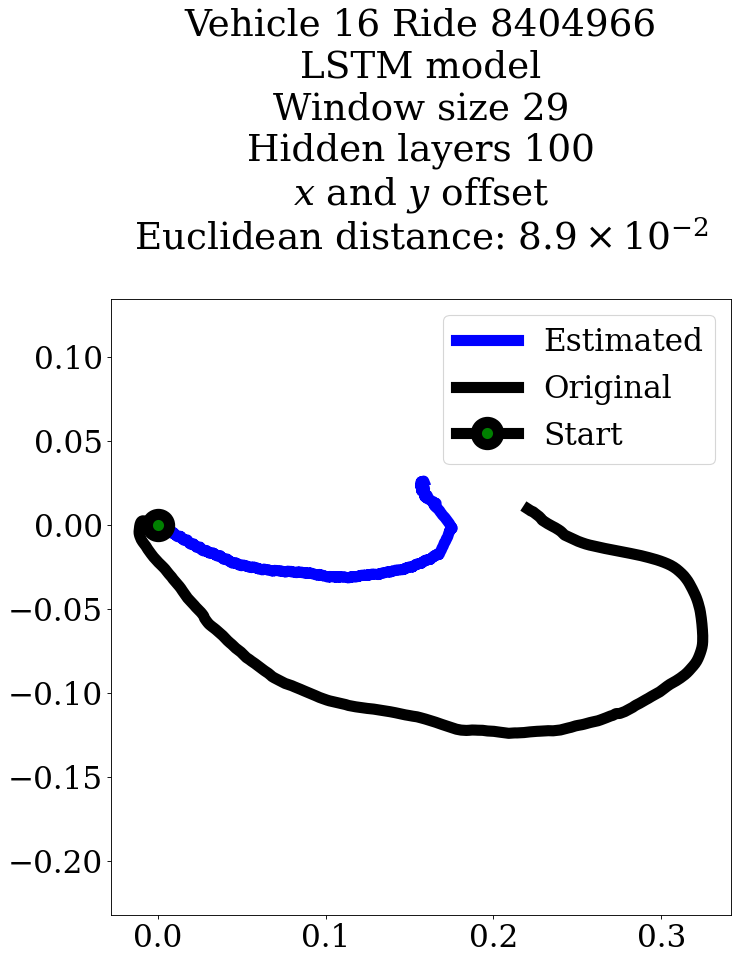 Vehicle 16 Ride 8404966
LSTM model
Window size 29
Hidden layers 100
x and y offset
Euclidean distance: 8.9 × 10⁻²
Estimated
Original
Start
0.10
0.05
0.00
−0.05
−0.10
−0.15
−0.20
0.0 0.1 0.2 0.3